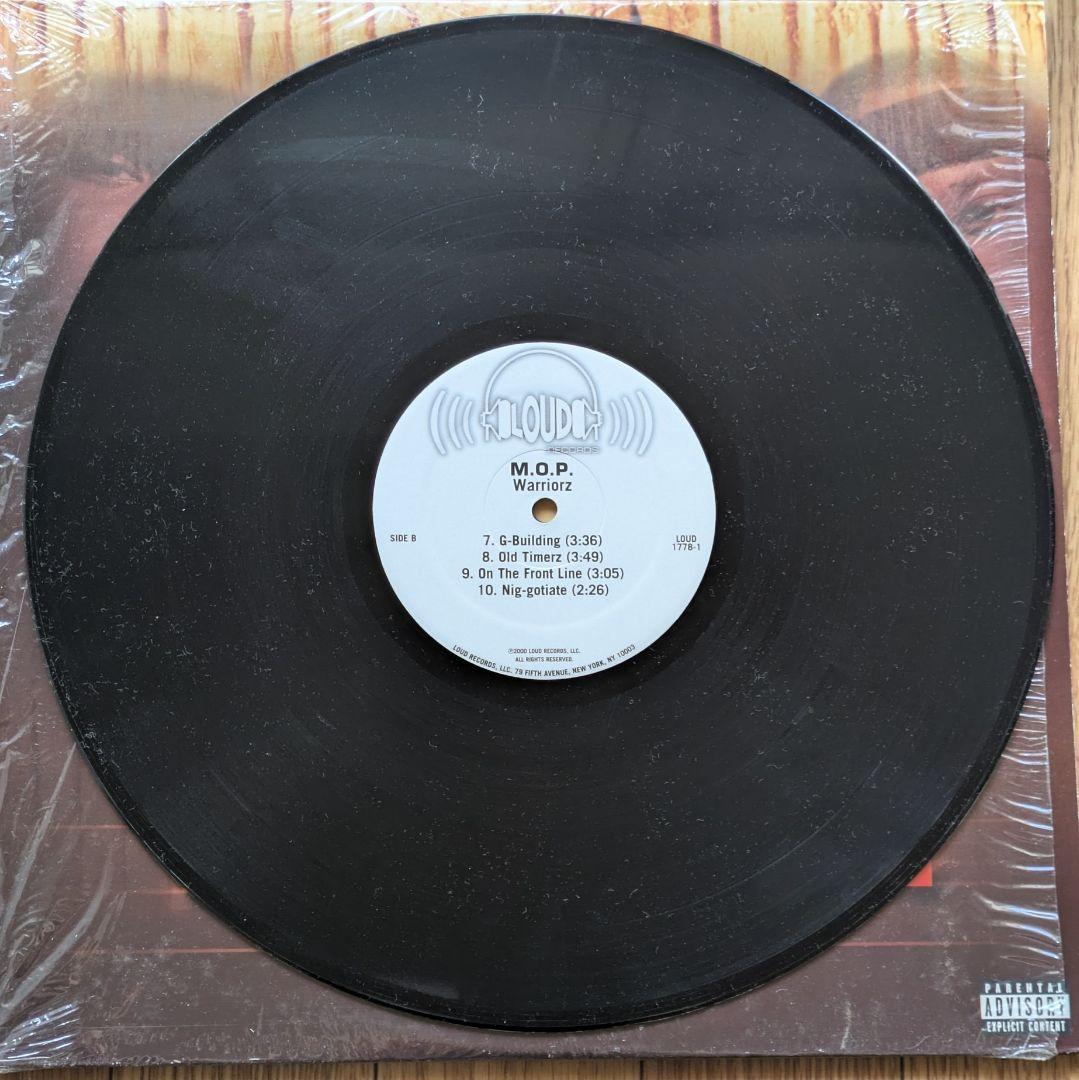 LOUD
RECORDS
M.O.P.
Warriorz
SIDE B
LOUD
1778-1
7. G-Building (3:36)
8. Old Timerz (3:49)
9. On The Front Line (3:05)
10. Nig-gotiate (2:26)
℗2000 LOUD RECORDS, LLC.
ALL RIGHTS RESERVED.
LOUD RECORDS, LLC, 79 FIFTH AVENUE, NEW YORK, NY 10003
PARENTAL
ADVISORY
EXPLICIT CONTENT